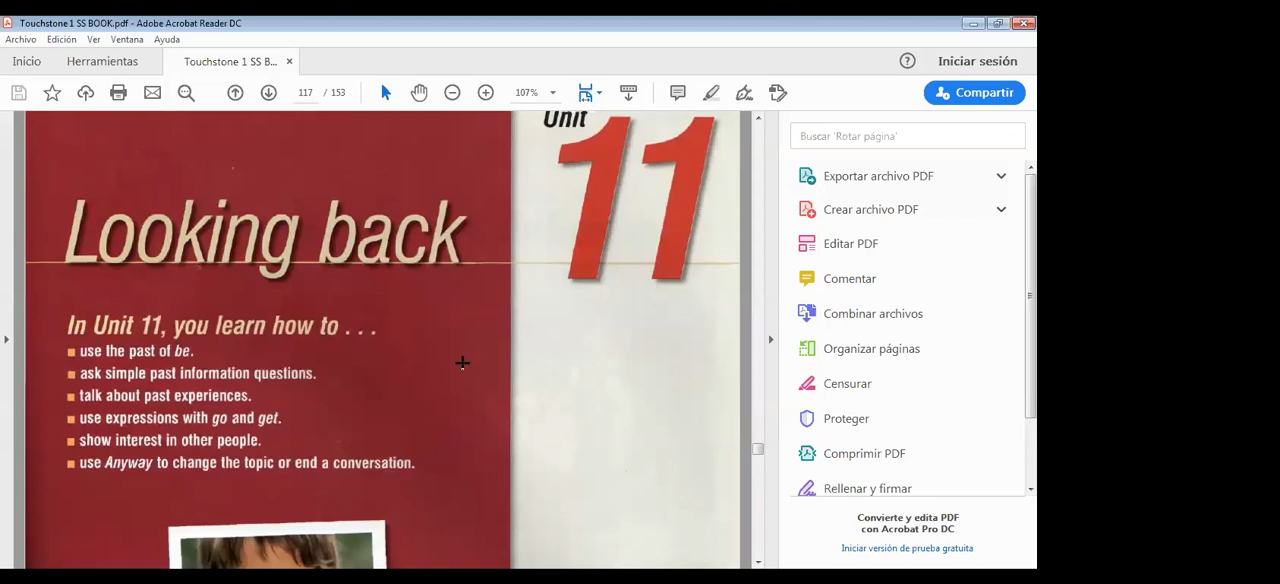 Touchstone 1 SS BOOK.pdf - Adobe Acrobat Reader DC
Archivo Edición Ver Ventana Ayuda
Inicio Herramientas Touchstone 1 SS B... × ? Iniciar sesión
117 / 153 107% Compartir
Unit
11
Looking back
In Unit 11, you learn how to . . .
■ use the past of be.
■ ask simple past information questions.
■ talk about past experiences.
■ use expressions with go and get.
■ show interest in other people.
■ use Anyway to change the topic or end a conversation.
Buscar 'Rotar página'
Exportar archivo PDF
Crear archivo PDF
Editar PDF
Comentar
Combinar archivos
Organizar páginas
Censurar
Proteger
Comprimir PDF
Rellenar y firmar
Convierte y edita PDF
con Acrobat Pro DC
Iniciar versión de prueba gratuita